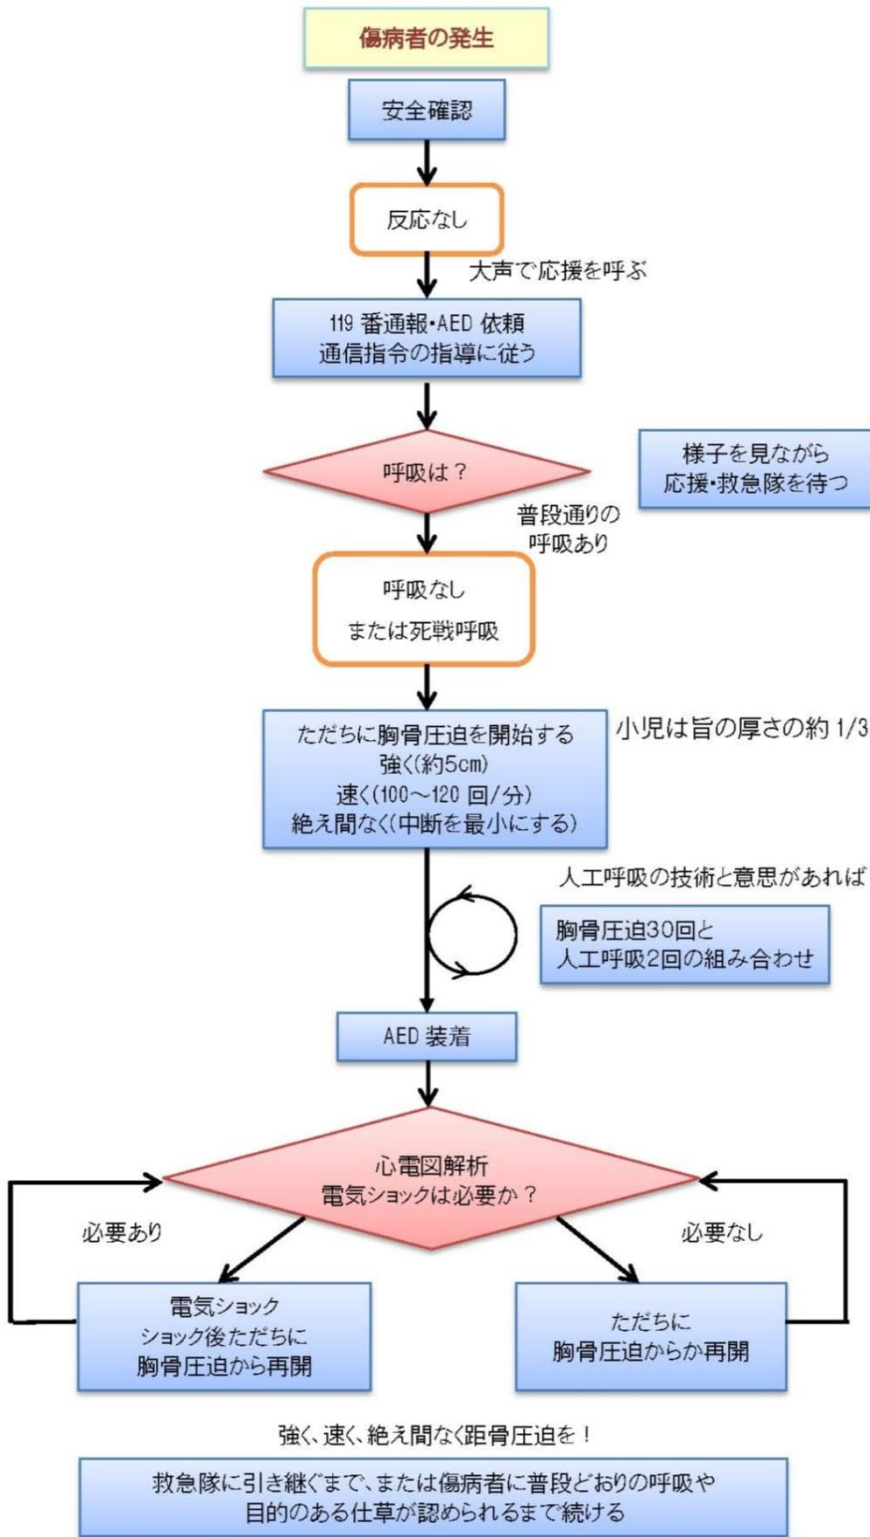 傷病者の発生
安全確認
反応なし
大声で応援を呼ぶ
119 番通報・AED 依頼
通信指令の指導に従う
呼吸は？
様子を見ながら
応援・救急隊を待つ
普段通りの
呼吸あり
呼吸なし
または死戦呼吸
ただちに胸骨圧迫を開始する
強く(約5cm)
速く(100～120 回/分)
絶え間なく(中断を最小にする)
小児は旨の厚さの約 1/3
人工呼吸の技術と意思があれば
胸骨圧迫30回と
人工呼吸2回の組み合わせ
AED 装着
心電図解析
電気ショックは必要か？
必要あり
必要なし
電気ショック
ショック後ただちに
胸骨圧迫から再開
ただちに
胸骨圧迫からか再開
強く、速く、絶え間なく距骨圧迫を！
救急隊に引き継ぐまで、または傷病者に普段どおりの呼吸や
目的のある仕草が認められるまで続ける